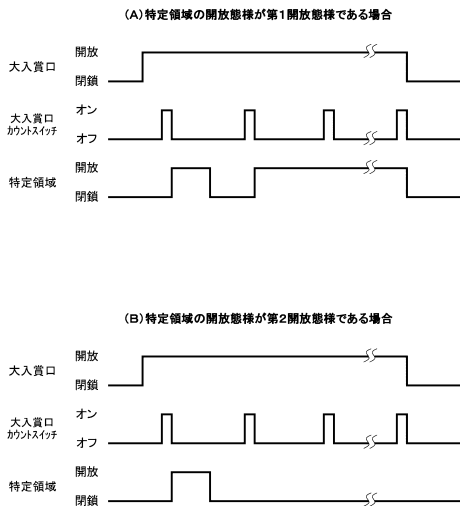 (A)特定領域の開放態様が第1開放態様である場合
開放
大入賞口
閉鎖
オン
大入賞口
カウントスイッチ
オフ
開放
特定領域
閉鎖
(B)特定領域の開放態様が第2開放態様である場合
開放
大入賞口
閉鎖
オン
大入賞口
カウントスイッチ
オフ
開放
特定領域
閉鎖